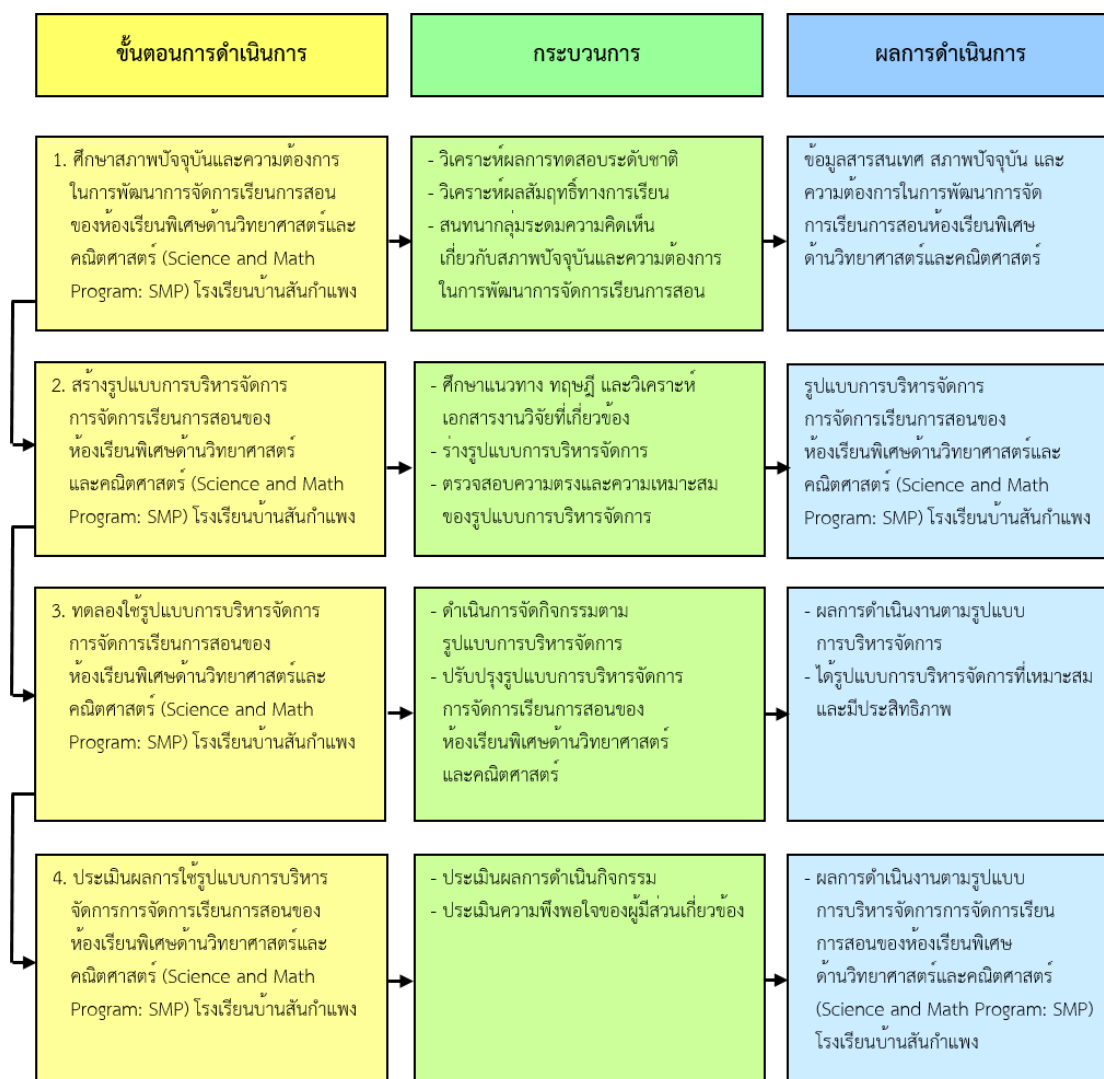 ขั้นตอนการดำเนินการ
กระบวนการ
ผลการดำเนินการ
1. ศึกษาสภาพปัจจุบันและความต้องการ
ในการพัฒนาการจัดการเรียนการสอน
ของห้องเรียนพิเศษด้านวิทยาศาสตร์และ
คณิตศาสตร์ (Science and Math
Program: SMP) โรงเรียนบ้านสันกำแพง
- วิเคราะห์ผลการทดสอบระดับชาติ
- วิเคราะห์ผลสัมฤทธิ์ทางการเรียน
- สนทนากลุ่มระดมความคิดเห็น
เกี่ยวกับสภาพปัจจุบันและความต้องการ
ในการพัฒนาการจัดการเรียนการสอน
ข้อมูลสารสนเทศ สภาพปัจจุบัน และ
ความต้องการในการพัฒนาการจัด
การเรียนการสอนห้องเรียนพิเศษ
ด้านวิทยาศาสตร์และคณิตศาสตร์
2. สร้างรูปแบบการบริหารจัดการ
การจัดการเรียนการสอนของ
ห้องเรียนพิเศษด้านวิทยาศาสตร์
และคณิตศาสตร์ (Science and Math
Program: SMP) โรงเรียนบ้านสันกำแพง
- ศึกษาแนวทาง ทฤษฎี และวิเคราะห์
เอกสารงานวิจัยที่เกี่ยวข้อง
- ร่างรูปแบบการบริหารจัดการ
- ตรวจสอบความตรงและความเหมาะสม
ของรูปแบบการบริหารจัดการ
รูปแบบการบริหารจัดการ
การจัดการเรียนการสอนของ
ห้องเรียนพิเศษด้านวิทยาศาสตร์และ
คณิตศาสตร์ (Science and Math
Program: SMP) โรงเรียนบ้านสันกำแพง
3. ทดลองใช้รูปแบบการบริหารจัดการ
การจัดการเรียนการสอนของ
ห้องเรียนพิเศษด้านวิทยาศาสตร์และ
คณิตศาสตร์ (Science and Math
Program: SMP) โรงเรียนบ้านสันกำแพง
- ดำเนินการจัดกิจกรรมตาม
รูปแบบการบริหารจัดการ
- ปรับปรุงรูปแบบการบริหารจัดการ
การจัดการเรียนการสอนของ
ห้องเรียนพิเศษด้านวิทยาศาสตร์
และคณิตศาสตร์
- ผลการดำเนินงานตามรูปแบบ
การบริหารจัดการ
- ได้รูปแบบการบริหารจัดการที่เหมาะสม
และมีประสิทธิภาพ
4. ประเมินผลการใช้รูปแบบการบริหาร
จัดการการจัดการเรียนการสอนของ
ห้องเรียนพิเศษด้านวิทยาศาสตร์และ
คณิตศาสตร์ (Science and Math
Program: SMP) โรงเรียนบ้านสันกำแพง
- ประเมินผลการดำเนินกิจกรรม
- ประเมินความพึงพอใจของผู้มีส่วนเกี่ยวข้อง
- ผลการดำเนินงานตามรูปแบบ
การบริหารจัดการการจัดการเรียน
การสอนของห้องเรียนพิเศษ
ด้านวิทยาศาสตร์และคณิตศาสตร์
(Science and Math Program: SMP)
โรงเรียนบ้านสันกำแพง